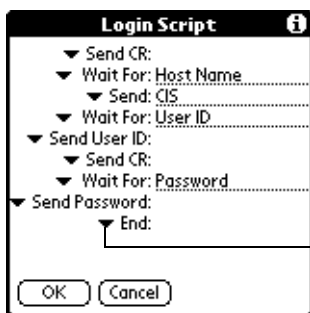 Login Script i
Send CR:
Wait For: Host Name
Send: CIS
Wait For: User ID
Send User ID:
Send CR:
Wait For: Password
Send Password:
End:
OK Cancel